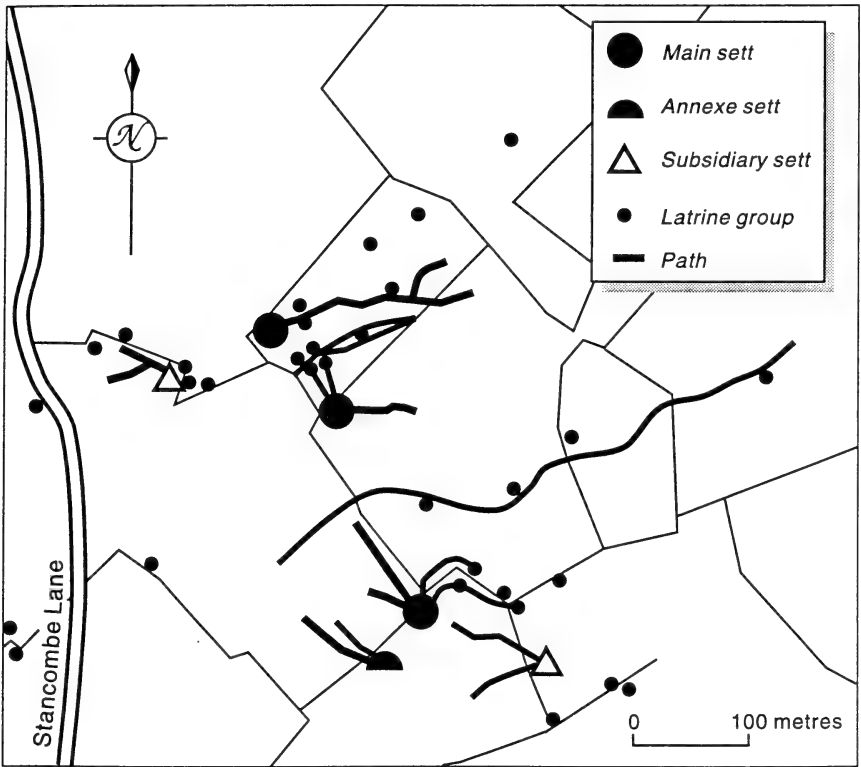 N
Main sett
Annexe sett
Subsidiary sett
Latrine group
Path
Stancombe Lane
0 100 metres